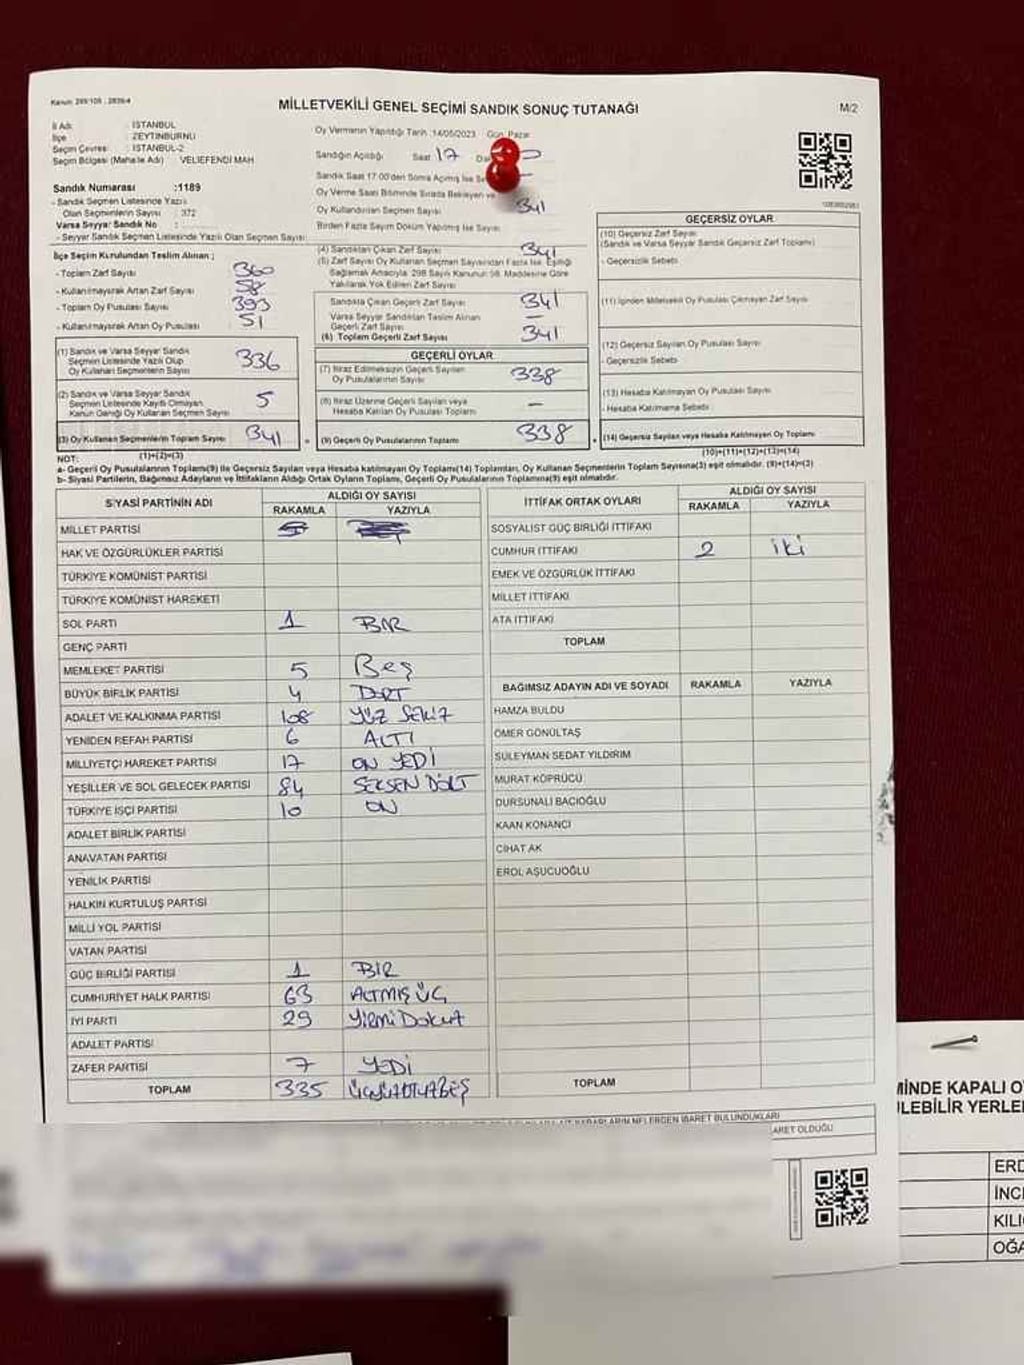 Kanun: 298/105 ; 2839/4
MİLLETVEKİLİ GENEL SEÇİMİ SANDIK SONUÇ TUTANAĞI
M/2
İl Adı : İSTANBUL
İlçe : ZEYTİNBURNU
Seçim Çevresi : İSTANBUL-2
Seçim Bölgesi (Mahalle Adı) VELİEFENDİ MAH
Oy Vermenin Yapıldığı Tarih :14/05/2023 Gün: Pazar
Sandığın Açıldığı Saat 17
Sandık Saat 17.00'den Sonra Açılmış İse
Oy Verme Saati Bitiminde Sırada Bekleyen
Oy Kullandırılan Seçmen Sayısı 341
Birden Fazla Sayım Döküm Yapılmış İse Sayısı
Sandık Numarası :1189
- Sandık Seçmen Listesinde Yazılı
Olan Seçmenlerin Sayısı : 372
Varsa Seyyar Sandık No :
- Seyyar Sandık Seçmen Listesinde Yazılı Olan Seçmen Sayısı:
İlçe Seçim Kurulundan Teslim Alınan ;
- Toplam Zarf Sayısı 360
- Kullanılmayarak Artan Zarf Sayısı 58
- Toplam Oy Pusulası Sayısı 393
- Kullanılmayarak Artan Oy Pusulası 51
(4) Sandıktan Çıkan Zarf Sayısı 341
(5) Zarf Sayısı Oy Kullanan Seçmen Sayısından Fazla İse, Eşitliği
Sağlamak Amacıyla 298 Sayılı Kanunun 98. Maddesine Göre
Yakılarak Yok Edilen Zarf Sayısı
Sandıkta Çıkan Geçerli Zarf Sayısı 341
Varsa Seyyar Sandıktan Teslim Alınan
Geçerli Zarf Sayısı —
(6) Toplam Geçerli Zarf Sayısı 341
(1) Sandık ve Varsa Seyyar Sandık
Seçmen Listesinde Yazılı Olup
Oy Kullanan Seçmenlerin Sayısı 336
(2) Sandık ve Varsa Seyyar Sandık
Seçmen Listesinde Kayıtlı Olmayan
Kanun Gereği Oy Kullanan Seçmen Sayısı 5
(3) Oy Kullanan Seçmenlerin Toplam Sayısı 341
GEÇERLİ OYLAR
(7) İtiraz Edilmeksizin Geçerli Sayılan
Oy Pusulalarının Sayısı 338
(8) İtiraz Üzerine Geçerli Sayılan veya
Hesaba Katılan Oy Pusulası Toplamı —
(9) Geçerli Oy Pusulalarının Toplamı 338
GEÇERSİZ OYLAR
(10) Geçersiz Zarf Sayısı
(Sandık ve Varsa Seyyar Sandık Geçersiz Zarf Toplamı)
- Geçersizlik Sebebi
(11) İçinden Milletvekili Oy Pusulası Çıkmayan Zarf Sayısı
(12) Geçersiz Sayılan Oy Pusulası Sayısı
- Geçersizlik Sebebi
(13) Hesaba Katılmayan Oy Pusulası Sayısı
- Hesaba Katılmama Sebebi
(14) Geçersiz Sayılan veya Hesaba Katılmayan Oy Toplamı
NOT: (1)+(2)=(3)
(10)+(11)+(12)+(13)=(14)
a- Geçerli Oy Pusulalarının Toplamı(9) ile Geçersiz Sayılan veya Hesaba katılmayan Oy Toplamı(14) Toplamları, Oy Kullanan Seçmenlerin Toplam Sayısına(3) eşit olmalıdır. (9)+(14)=(3)
b- Siyasi Partilerin, Bağımsız Adayların ve İttifakların Aldığı Ortak Oyların Toplamı, Geçerli Oy Pusulalarının Toplamına(9) eşit olmalıdır.
SİYASİ PARTİNİN ADI ALDIĞI OY SAYISI
RAKAMLA YAZIYLA
MİLLET PARTİSİ
HAK VE ÖZGÜRLÜKLER PARTİSİ
TÜRKİYE KOMÜNİST PARTİSİ
TÜRKİYE KOMÜNİST HAREKETİ
SOL PARTİ 1 BİR
GENÇ PARTİ
MEMLEKET PARTİSİ 5 Beş
BÜYÜK BİRLİK PARTİSİ 4 DÖRT
ADALET VE KALKINMA PARTİSİ 108 YÜZ SEKİZ
YENİDEN REFAH PARTİSİ 6 ALTI
MİLLİYETÇİ HAREKET PARTİSİ 17 ON YEDİ
YEŞİLLER VE SOL GELECEK PARTİSİ 84 SEKSEN DÖRT
TÜRKİYE İŞÇİ PARTİSİ 10 ON
ADALET BİRLİK PARTİSİ
ANAVATAN PARTİSİ
YENİLİK PARTİSİ
HALKIN KURTULUŞ PARTİSİ
MİLLİ YOL PARTİSİ
VATAN PARTİSİ
GÜÇ BİRLİĞİ PARTİSİ 1 BİR
CUMHURİYET HALK PARTİSİ 63 ALTMIŞ ÜÇ
İYİ PARTİ 29 Yirmi Dokuz
ADALET PARTİSİ
ZAFER PARTİSİ 7 YEDİ
TOPLAM 335 ÜÇYÜZOTUZBEŞ
İTTİFAK ORTAK OYLARI ALDIĞI OY SAYISI
RAKAMLA YAZIYLA
SOSYALİST GÜÇ BİRLİĞİ İTTİFAKI
CUMHUR İTTİFAKI 2 iki
EMEK VE ÖZGÜRLÜK İTTİFAKI
MİLLET İTTİFAKI
ATA İTTİFAKI
TOPLAM
BAĞIMSIZ ADAYIN ADI VE SOYADI RAKAMLA YAZIYLA
HAMZA BULDU
ÖMER GÖNÜLTAŞ
SÜLEYMAN SEDAT YILDIRIM
MURAT KÖPRÜCÜ
DURSUNALİ BACIOĞLU
KAAN KONANCI
CİHAT AK
EROL AŞUCUOĞLU
TOPLAM
NELERDEN İBARET BULUNDUKLARI
ARET OLDUĞU
MİNDE KAPALI O
LEBİLİR YERLE
ERD
İNC
KILI
OĞA